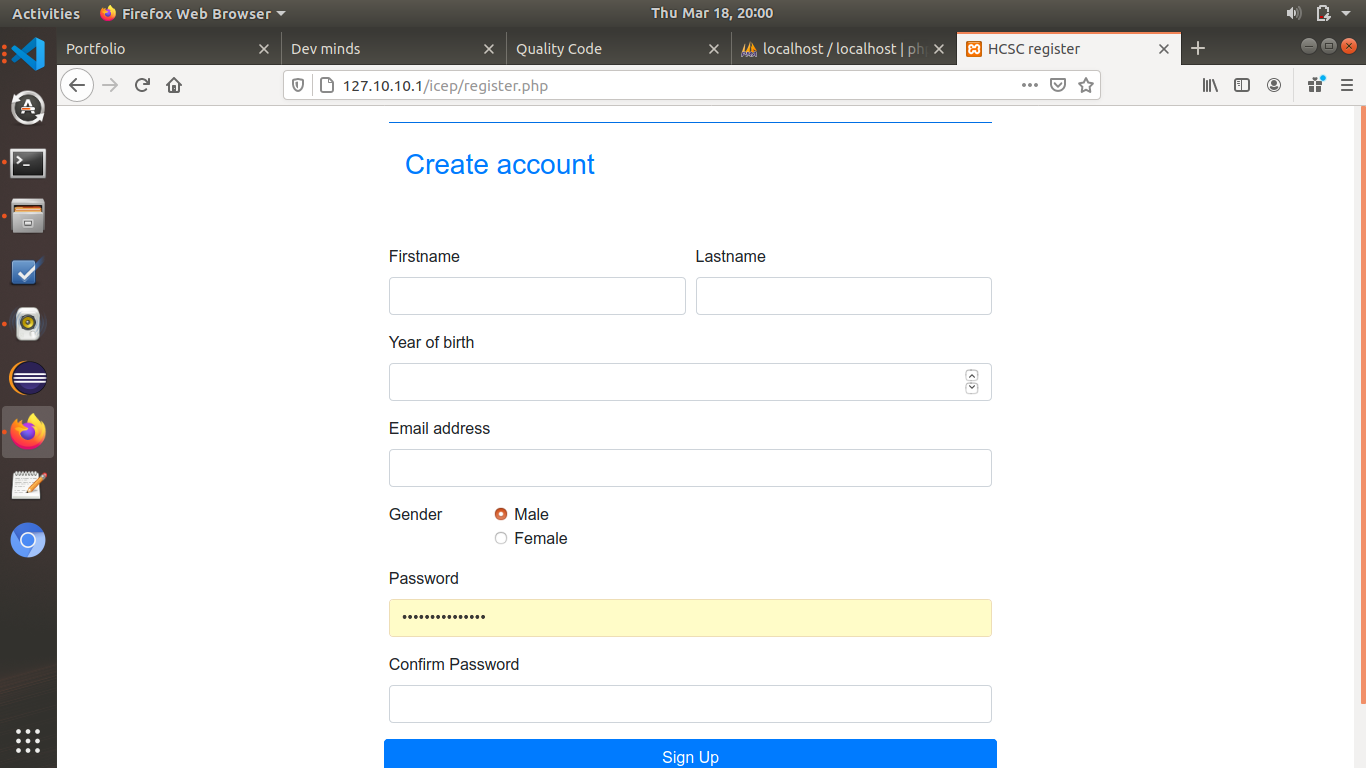 Activities Firefox Web Browser Thu Mar 18, 20:00
Portfolio Dev minds Quality Code localhost / localhost | php HCSC register
127.10.10.1/icep/register.php
Create account
Firstname Lastname
Year of birth
Email address
Gender Male
Female
Password
Confirm Password
Sign Up